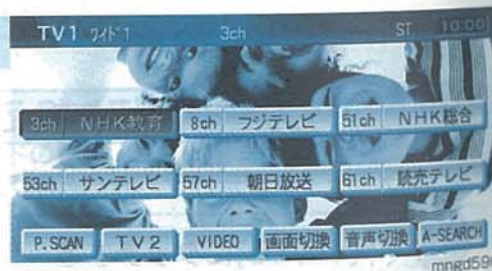 TV1 ワイド1 3ch ST 10:00
3ch NHK教育 8ch フジテレビ 51ch NHK総合
53ch サンテレビ 57ch 朝日放送 61ch 読売テレビ
P.SCAN TV2 VIDEO 画面切換 音声切換 A-SEARCH
mngd59